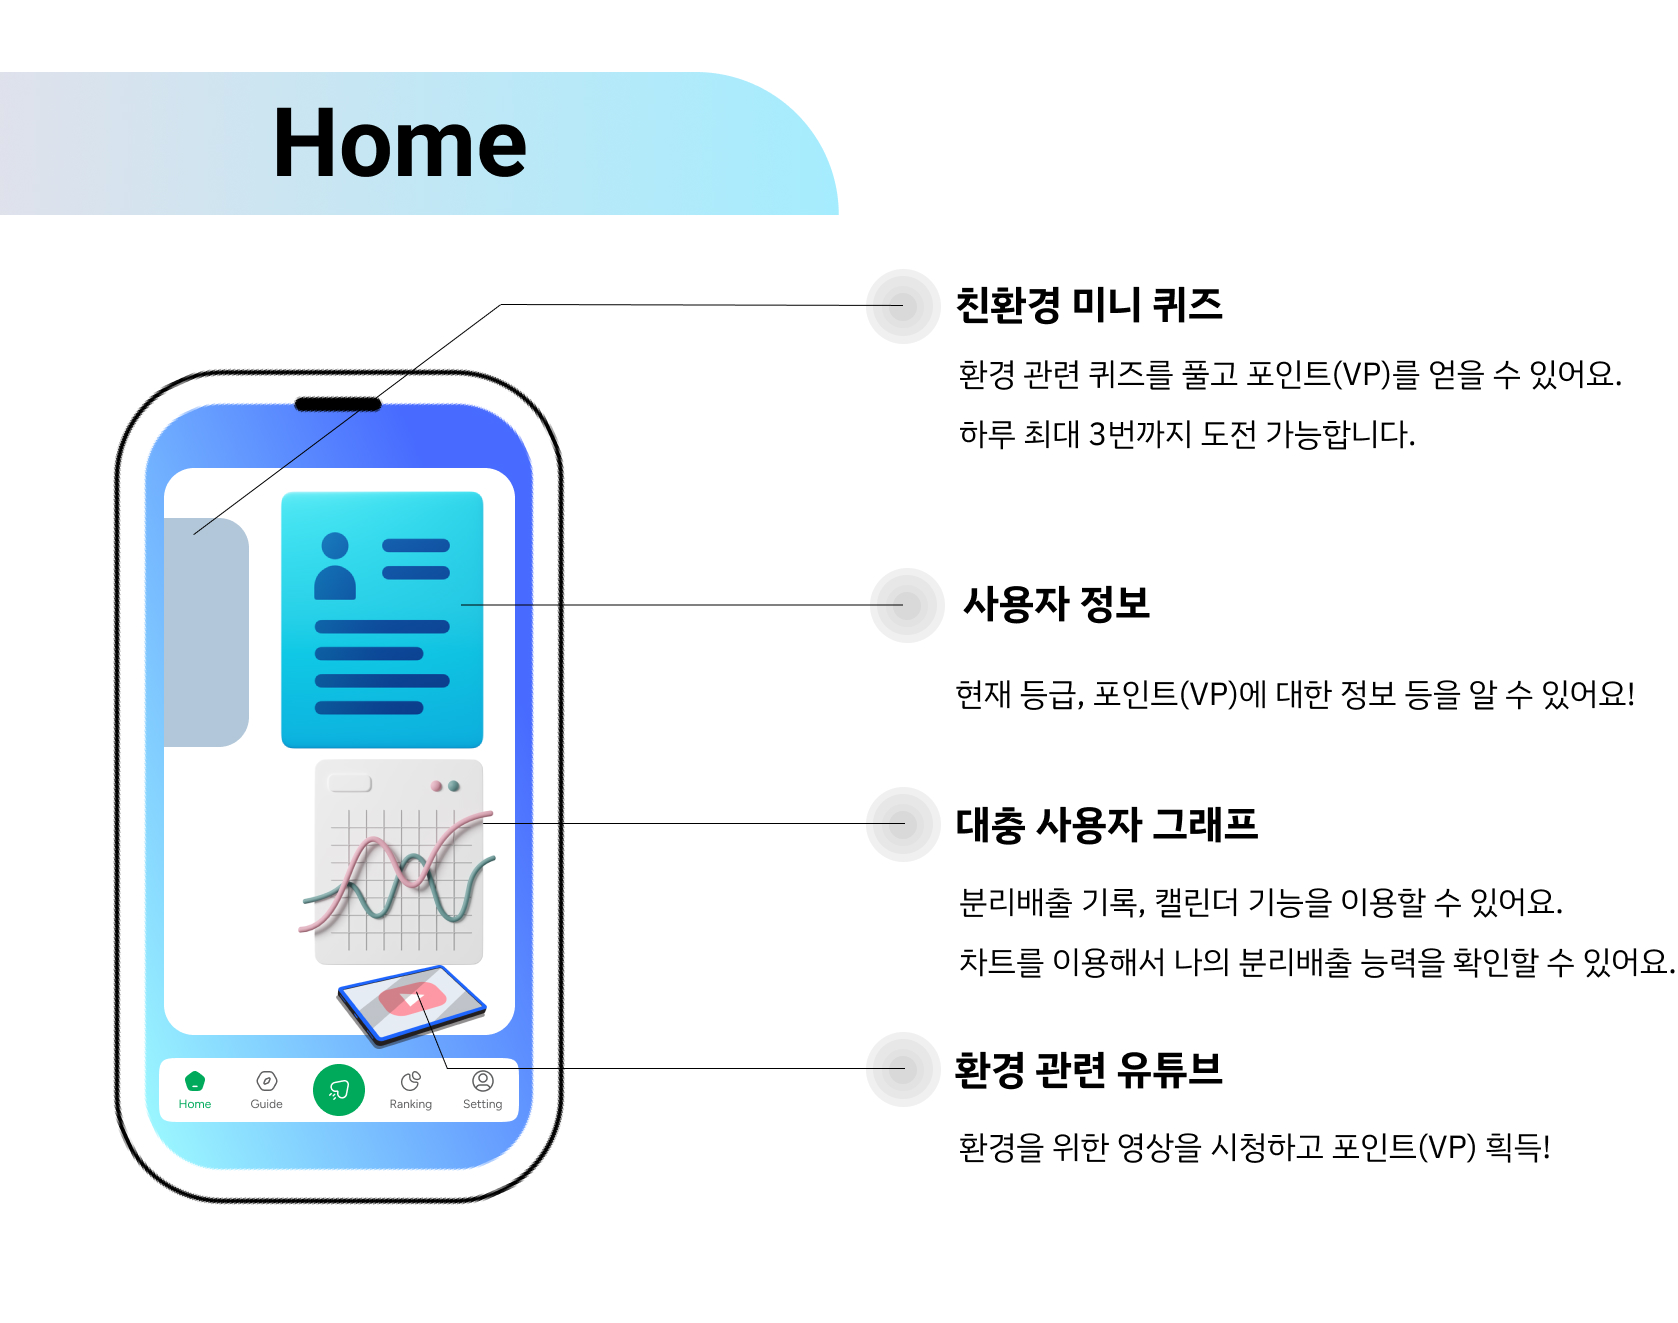 Home
친환경 미니 퀴즈
환경 관련 퀴즈를 풀고 포인트(VP)를 얻을 수 있어요.
하루 최대 3번까지 도전 가능합니다.
사용자 정보
현재 등급, 포인트(VP)에 대한 정보 등을 알 수 있어요!
대충 사용자 그래프
분리배출 기록, 캘린더 기능을 이용할 수 있어요.
차트를 이용해서 나의 분리배출 능력을 확인할 수 있어요.
환경 관련 유튜브
환경을 위한 영상을 시청하고 포인트(VP) 획득!
Home Guide Ranking Setting